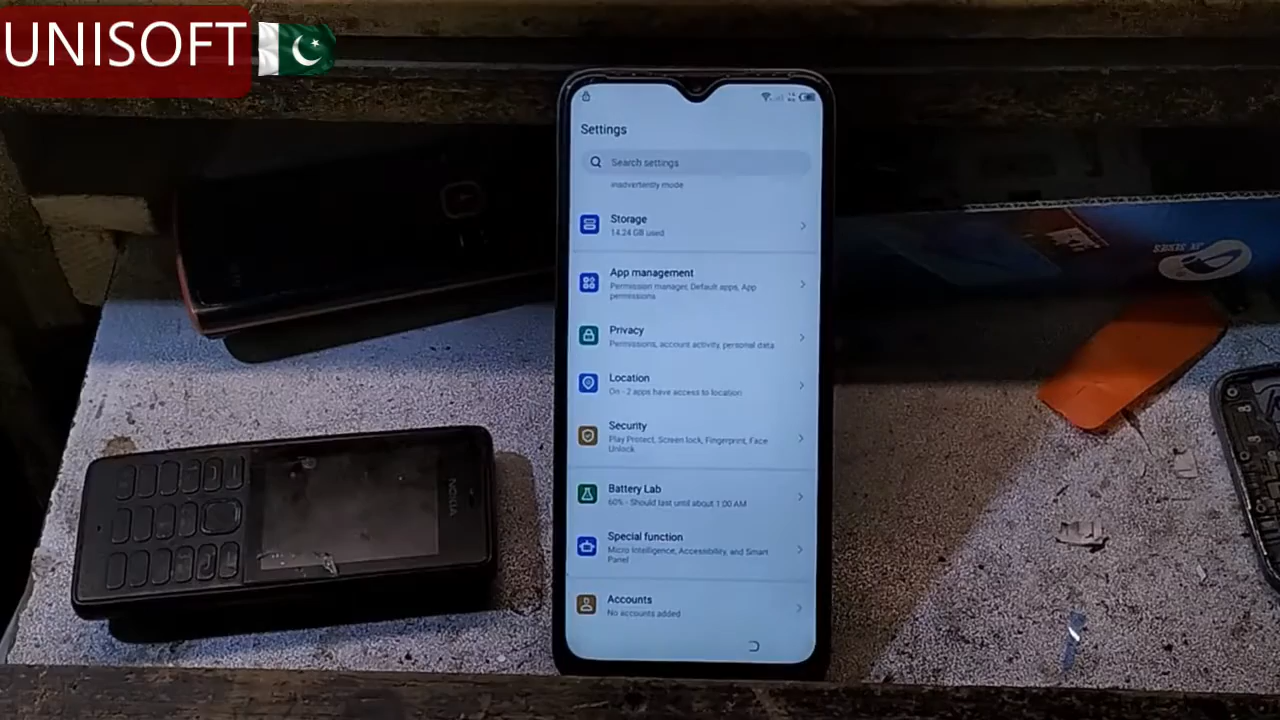 UNISOFT
Settings
Search settings
inadvertently mode
Storage
14.24 GB used
App management
Permission manager, Default apps, App
permissions
Privacy
Permissions, account activity, personal data
Location
On - 2 apps have access to location
Security
Play Protect, Screen lock, Fingerprint, Face
Unlock
Battery Lab
60% - Should last until about 1:00 AM
Special function
Micro Intelligence, Accessibility, and Smart
Panel
Accounts
No accounts added
NOKIA